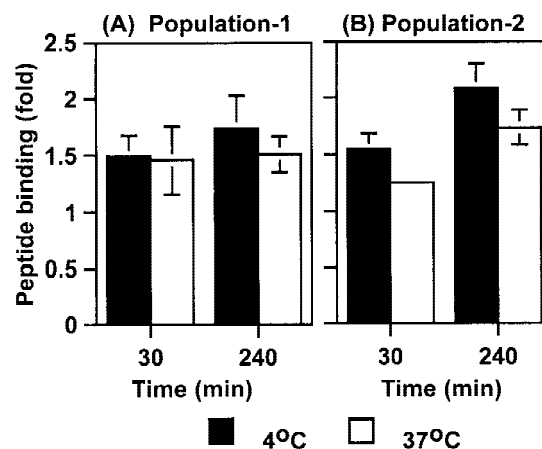 (A) Population-1
(B) Population-2
Peptide binding (fold)
2.5
2
1.5
1
0.5
0
30
240
30
240
Time (min)
Time (min)
4°C
37°C